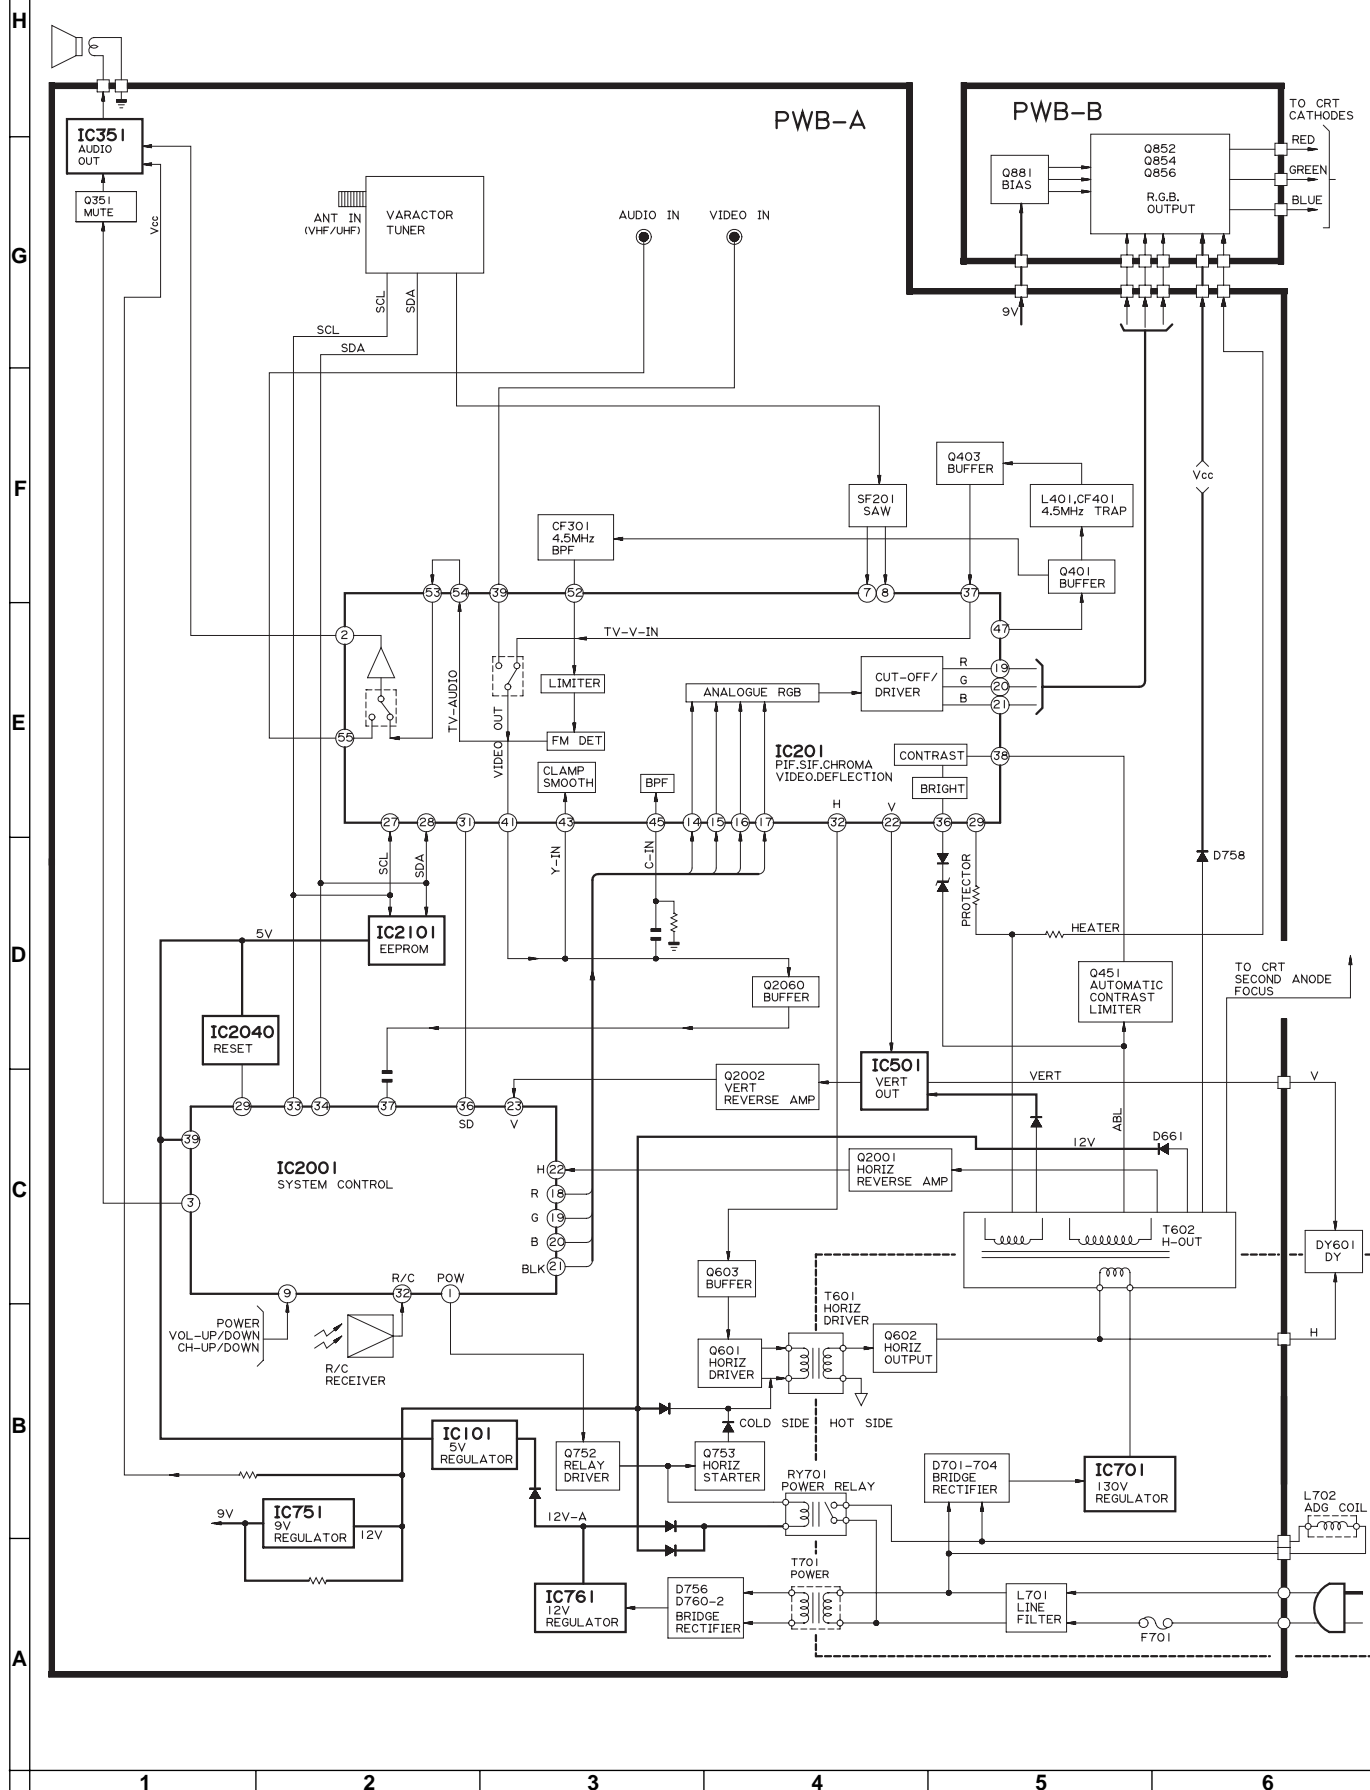 H
PWB-A
PWB-B
TO CRT
CATHODES
IC351
AUDIO
OUT
Q852
Q854
Q856
R.G.B.
OUTPUT
RED
GREEN
BLUE
Q881
BIAS
Q351
MUTE
Vcc
ANT IN
(VHF/UHF)
VARACTOR
TUNER
AUDIO IN
VIDEO IN
G
SCL
SDA
9V
SCL
SDA
Q403
BUFFER
Vcc
F
SF201
SAW
L401,CF401
4.5MHz TRAP
CF301
4.5MHz
BPF
Q401
BUFFER
53
54
39
52
7
8
37
2
TV-V-IN
47
TV-AUDIO
LIMITER
ANALOGUE RGB
CUT-OFF/
DRIVER
R
19
G
20
B
21
E
55
VIDEO OUT
FM DET
IC201
PIF.SIF.CHROMA
VIDEO.DEFLECTION
CONTRAST
38
CLAMP
SMOOTH
BPF
BRIGHT
H
V
27
28
31
41
43
45
14
15
16
17
32
22
36
29
SCL
SDA
Y-IN
C-IN
PROTECTOR
D758
IC2101
EEPROM
5V
HEATER
D
Q2060
BUFFER
Q451
AUTOMATIC
CONTRAST
LIMITER
TO CRT
SECOND ANODE
FOCUS
IC2040
RESET
Q2002
VERT
REVERSE AMP
IC501
VERT
OUT
VERT
V
29
33
34
37
36
23
SD
V
ABL
39
12V
D661
IC2001
SYSTEM CONTROL
H
22
Q2001
HORIZ
REVERSE AMP
C
3
R
18
G
19
B
20
BLK
21
T602
H-OUT
DY601
DY
R/C
POW
9
32
1
Q603
BUFFER
T601
HORIZ
DRIVER
POWER
VOL-UP/DOWN
CH-UP/DOWN
R/C
RECEIVER
Q601
HORIZ
DRIVER
Q602
HORIZ
OUTPUT
H
B
COLD SIDE
HOT SIDE
IC101
5V
REGULATOR
Q752
RELAY
DRIVER
Q753
HORIZ
STARTER
RY701
POWER RELAY
D701-704
BRIDGE
RECTIFIER
IC701
130V
REGULATOR
L702
ADG COIL
9V
IC751
9V
REGULATOR
12V
12V-A
T701
POWER
IC761
12V
REGULATOR
D756
D760-2
BRIDGE
RECTIFIER
L701
LINE
FILTER
F701
A
1
2
3
4
5
6